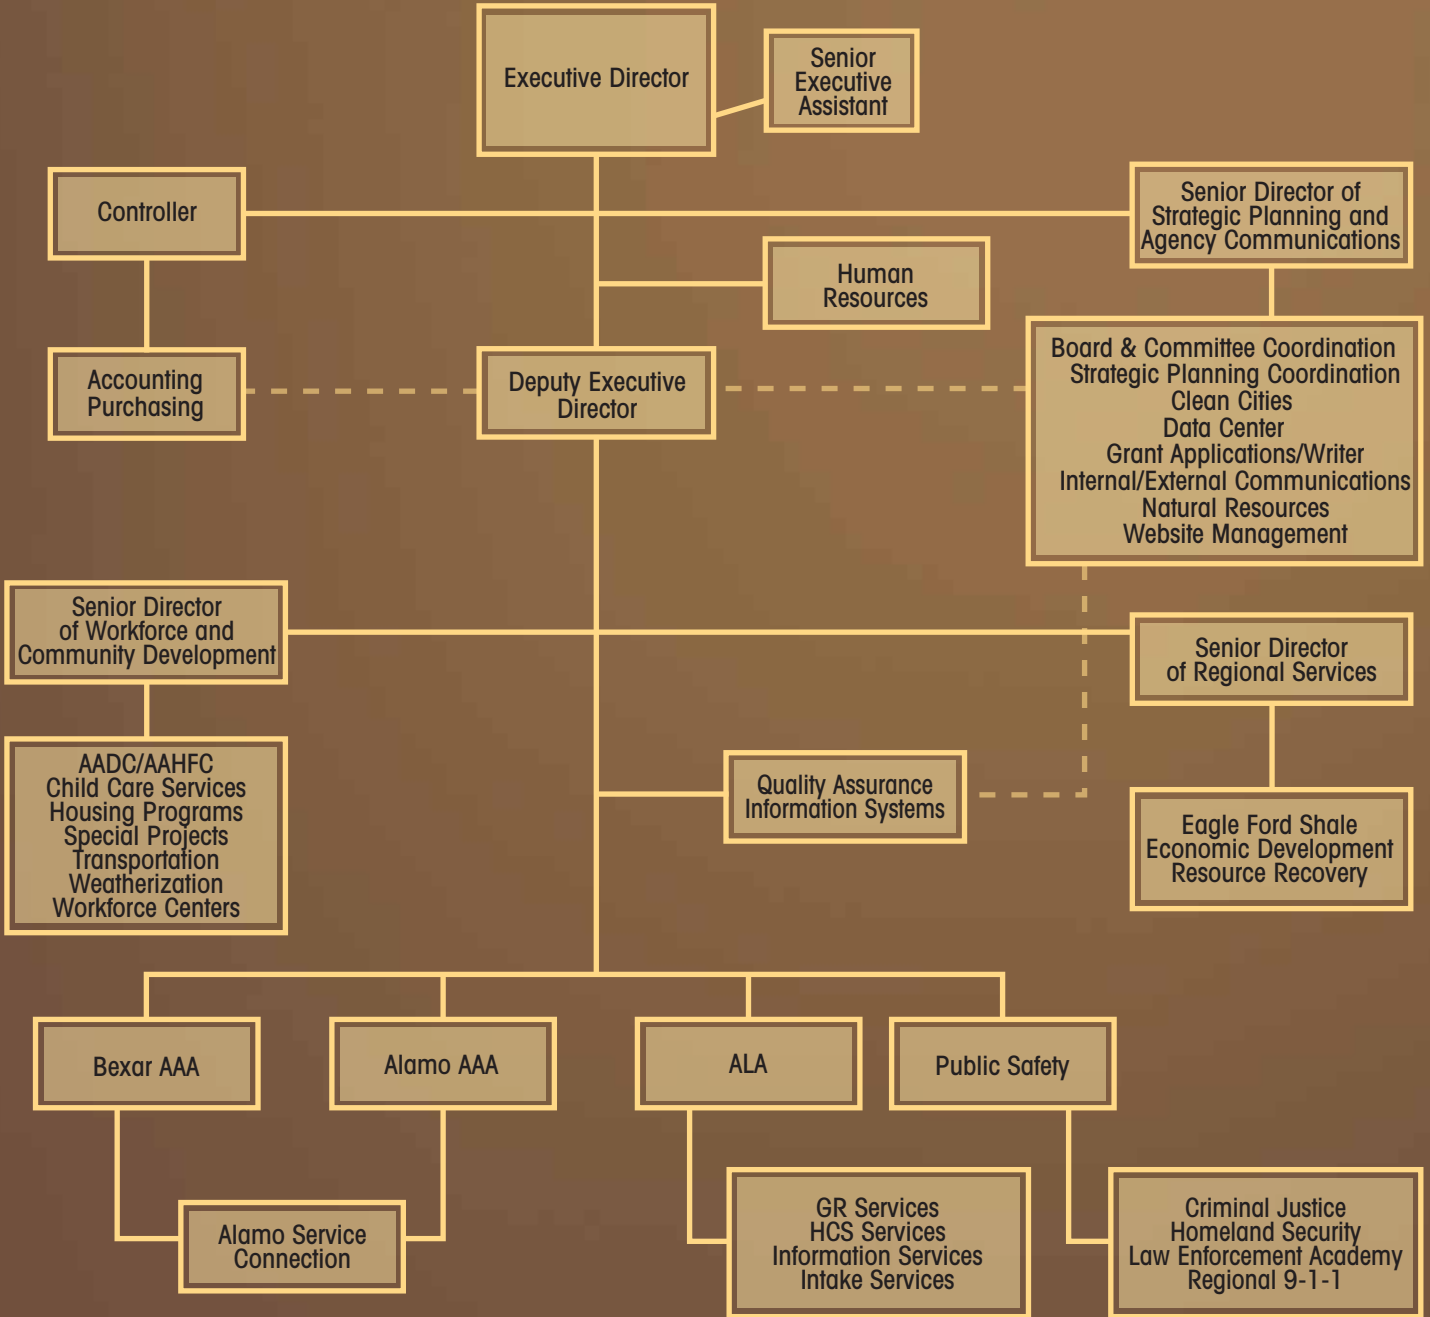 Executive Director
Senior
Executive
Assistant
Controller
Senior Director of
Strategic Planning and
Agency Communications
Human
Resources
Accounting
Purchasing
Deputy Executive
Director
Board & Committee Coordination
Strategic Planning Coordination
Clean Cities
Data Center
Grant Applications/Writer
Internal/External Communications
Natural Resources
Website Management
Senior Director
of Workforce and
Community Development
Senior Director
of Regional Services
AADC/AAHFC
Child Care Services
Housing Programs
Special Projects
Transportation
Weatherization
Workforce Centers
Quality Assurance
Information Systems
Eagle Ford Shale
Economic Development
Resource Recovery
Bexar AAA
Alamo AAA
ALA
Public Safety
Alamo Service
Connection
GR Services
HCS Services
Information Services
Intake Services
Criminal Justice
Homeland Security
Law Enforcement Academy
Regional 9-1-1